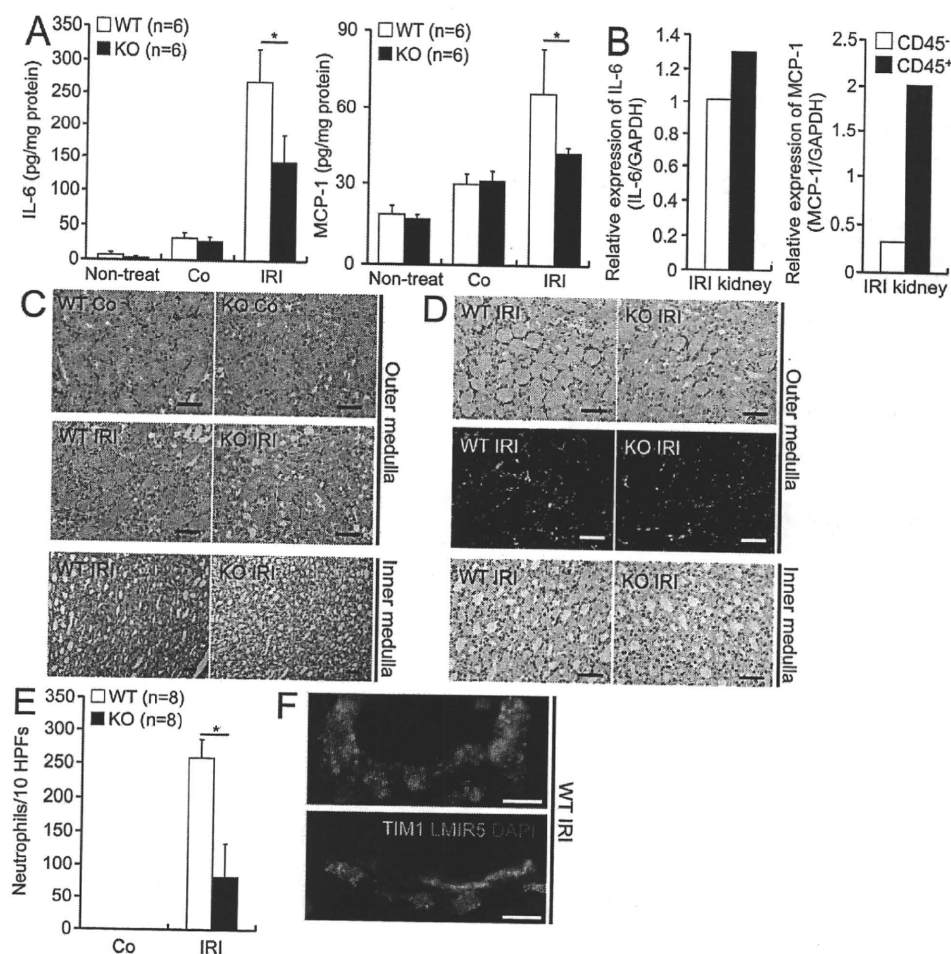 A
IL-6 (pg/mg protein)
350
300
250
200
150
100
50
0
WT (n=6)
KO (n=6)
*
Non-treat Co IRI
MCP-1 (pg/mg protein)
90
60
30
0
WT (n=6)
KO (n=6)
*
Non-treat Co IRI
B
Relative expression of IL-6
(IL-6/GAPDH)
1.4
1.2
1
0.8
0.6
0.4
0.2
0
IRI kidney
Relative expression of MCP-1
(MCP-1/GAPDH)
2.5
2
1.5
1
0.5
0
CD45-
CD45+
IRI kidney
C
WT Co KO Co
WT IRI KO IRI
Outer medulla
WT IRI KO IRI
Inner medulla
D
WT IRI KO IRI
WT IRI KO IRI
Outer medulla
WT IRI KO IRI
Inner medulla
E
Neutrophils/10 HPFs
350
300
250
200
150
100
50
0
WT (n=8)
KO (n=8)
*
Co IRI
F
TIM1 LMIR5 DAPI
WT IRI